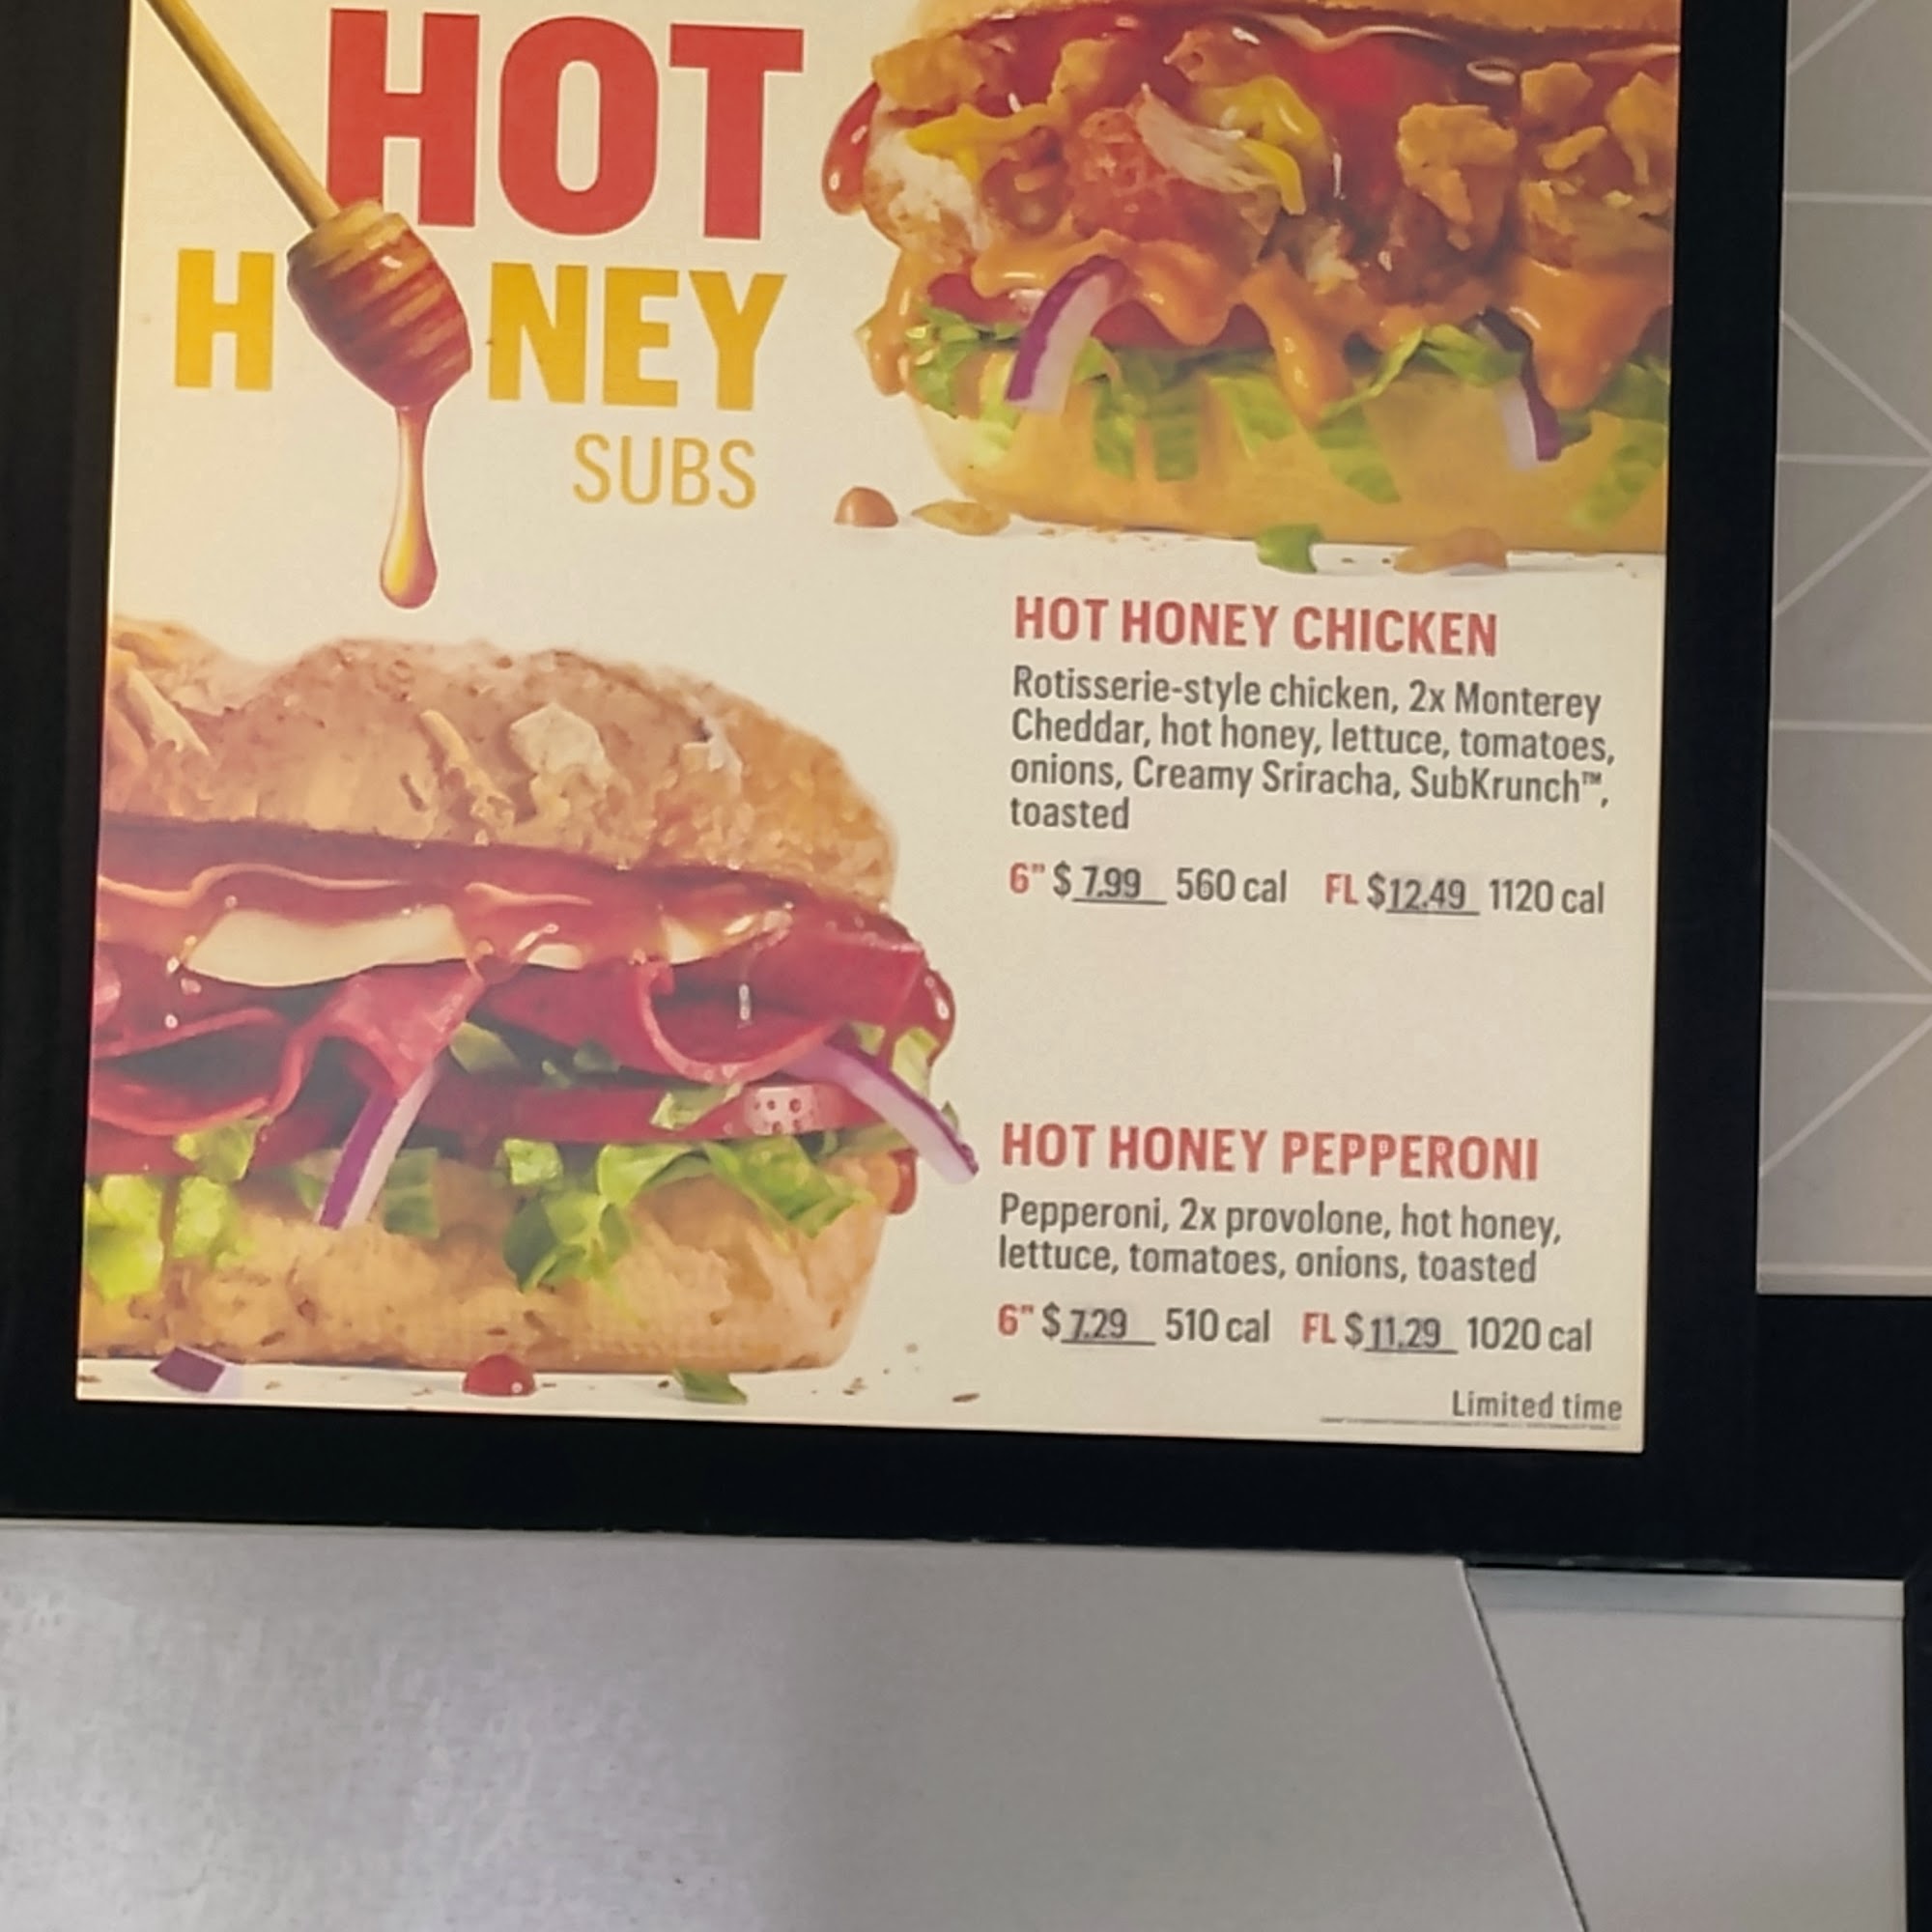 HOT
HNEY
SUBS
HOT HONEY CHICKEN
Rotisserie-style chicken, 2x Monterey
Cheddar, hot honey, lettuce, tomatoes,
onions, Creamy Sriracha, SubKrunch™,
toasted
6" $ 7.99 560 cal FL $12.49 1120 cal
HOT HONEY PEPPERONI
Pepperoni, 2x provolone, hot honey,
lettuce, tomatoes, onions, toasted
6" $ 7.29 510 cal FL $11.29 1020 cal
Limited time